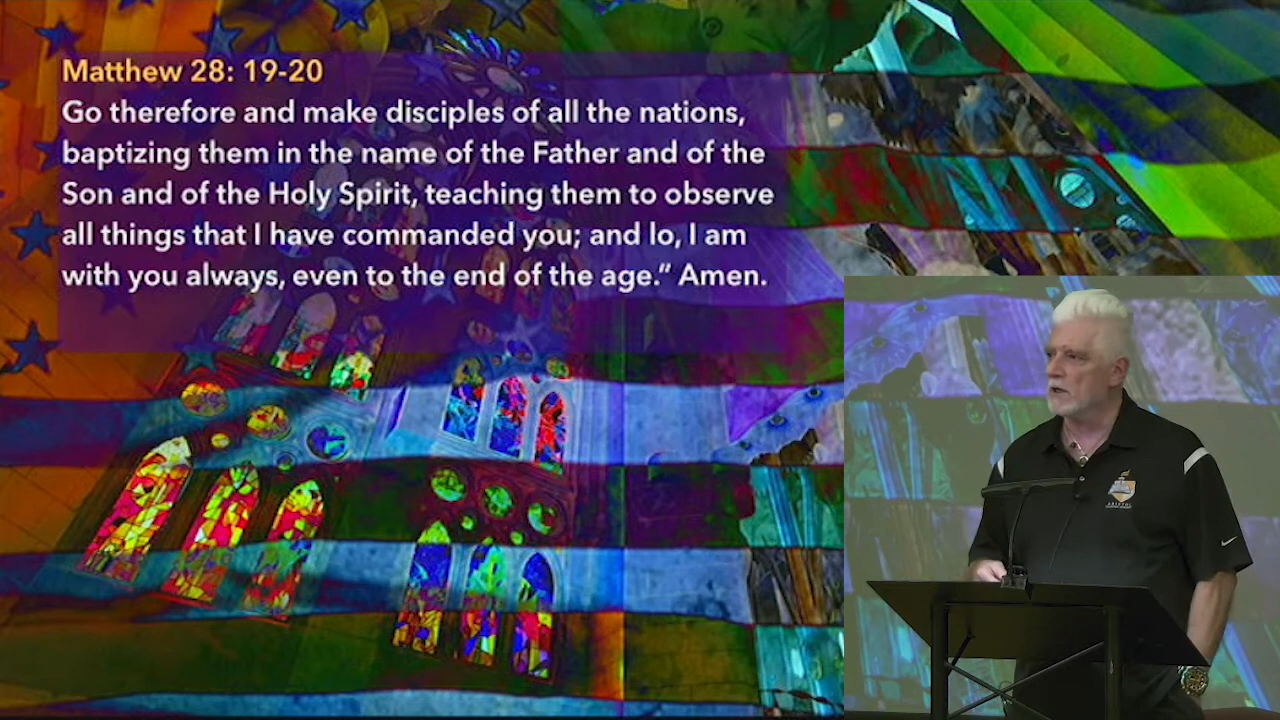 Matthew 28: 19-20
Go therefore and make disciples of all the nations,
baptizing them in the name of the Father and of the
Son and of the Holy Spirit, teaching them to observe
all things that I have commanded you; and lo, I am
with you always, even to the end of the age.” Amen.